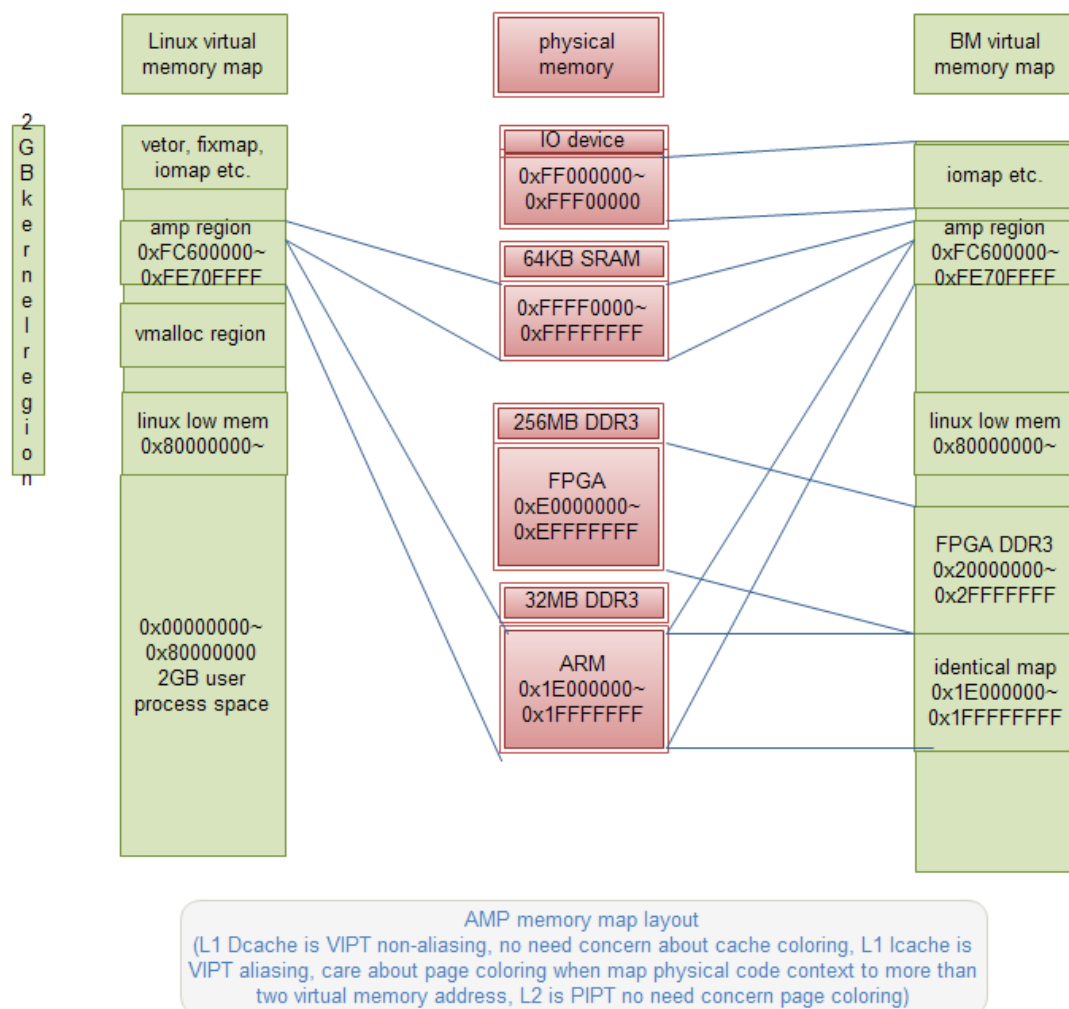 Linux virtual
memory map
physical
memory
BM virtual
memory map
2
G
B
k
e
r
n
e
l
r
e
g
i
o
n
vetor, fixmap,
iomap etc.
amp region
0xFC600000~
0xFE70FFFF
vmalloc region
linux low mem
0x80000000~
0x00000000~
0x80000000
2GB user
process space
IO device
0xFF000000~
0xFFF00000
64KB SRAM
0xFFFF0000~
0xFFFFFFFF
256MB DDR3
FPGA
0xE0000000~
0xEFFFFFFF
32MB DDR3
ARM
0x1E000000~
0x1FFFFFFF
iomap etc.
amp region
0xFC600000~
0xFE70FFFF
linux low mem
0x80000000~
FPGA DDR3
0x20000000~
0x2FFFFFFF
identical map
0x1E000000~
0x1FFFFFFFF
AMP memory map layout
(L1 Dcache is VIPT non-aliasing, no need concern about cache coloring, L1 Icache is
VIPT aliasing, care about page coloring when map physical code context to more than
two virtual memory address, L2 is PIPT no need concern page coloring)